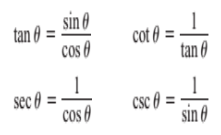 tan θ = sin θ / cos θ    cot θ = 1 / tan θ
sec θ = 1 / cos θ    csc θ = 1 / sin θ